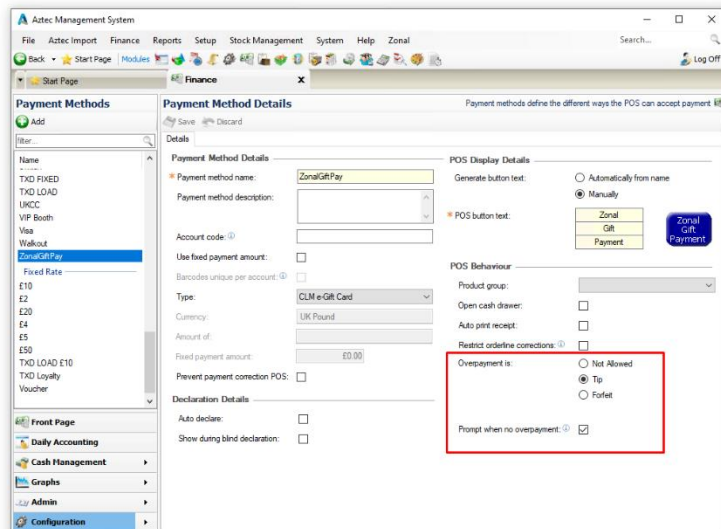 Aztec Management System
File Aztec Import Finance Reports Setup Stock Management System Help Zonal Search...
Back Start Page Modules Log Off
Start Page Finance x
Payment Methods
Add
filter...
Name
TXD FIXED
TXD LOAD
UKCC
VIP Booth
Visa
Walkout
ZonalGiftPay
Fixed Rate
£10
£2
£20
£4
£5
£50
TXD LOAD £10
TXD Loyalty
Voucher
Front Page
Daily Accounting
Cash Management
Graphs
Admin
Configuration
Payment Method Details Payment methods define the different ways the POS can accept payment
Save Discard
Details
Payment Method Details
* Payment method name: ZonalGiftPay
Payment method description:
Account code:
Use fixed payment amount:
Barcodes unique per account:
Type: CLM e-Gift Card
Currency: UK Pound
Amount of:
Fixed payment amount: £0.00
Prevent payment correction POS:
Declaration Details
Auto declare:
Show during blind declaration:
POS Display Details
Generate button text: Automatically from name
Manually
* POS button text: Zonal
Gift
Payment
Zonal
Gift
Payment
POS Behaviour
Product group:
Open cash drawer:
Auto print receipt:
Restrict orderline corrections:
Overpayment is: Not Allowed
Tip
Forfeit
Prompt when no overpayment: